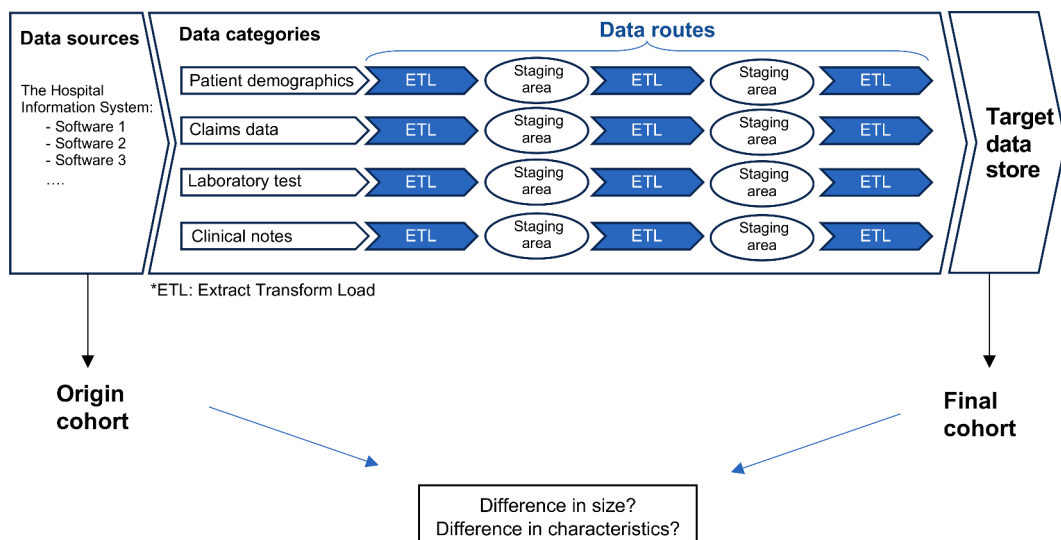 Data sources
The Hospital
Information System:
- Software 1
- Software 2
- Software 3
....
Data categories
Data routes
Patient demographics
ETL
Staging
area
ETL
Staging
area
ETL
Claims data
ETL
Staging
area
ETL
Staging
area
ETL
Laboratory test
ETL
Staging
area
ETL
Staging
area
ETL
Clinical notes
ETL
Staging
area
ETL
Staging
area
ETL
Target
data
store
*ETL: Extract Transform Load
Origin
cohort
Final
cohort
Difference in size?
Difference in characteristics?